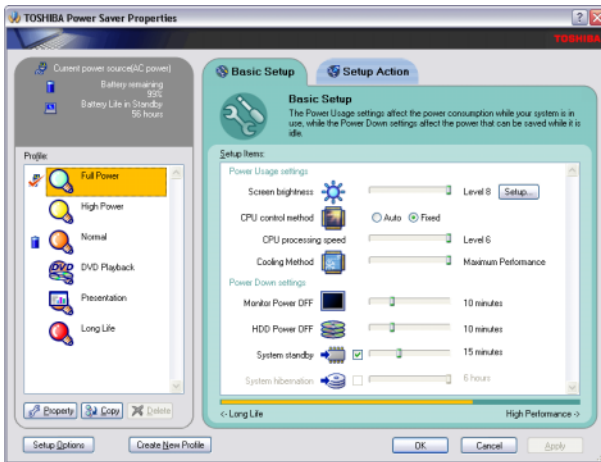 TOSHIBA Power Saver Properties
TOSHIBA
Current power source(AC power)
Battery remaining
99%
Battery Life in Standby
56 hours
Profile:
Full Power
High Power
Normal
DVD Playback
Presentation
Long Life
Property
Copy
Delete
Basic Setup
Setup Action
Basic Setup
The Power Usage settings affect the power consumption while your system is in
use, while the Power Down settings affect the power that can be saved while it is
idle.
Setup Items:
Power Usage settings
Screen brightness Level 8 Setup...
CPU control method Auto Fixed
CPU processing speed Level 6
Cooling Method Maximum Performance
Power Down settings
Monitor Power OFF 10 minutes
HDD Power OFF 10 minutes
System standby 15 minutes
System hibernation 6 hours
<- Long Life High Performance ->
Setup Options Create New Profile OK Cancel Apply